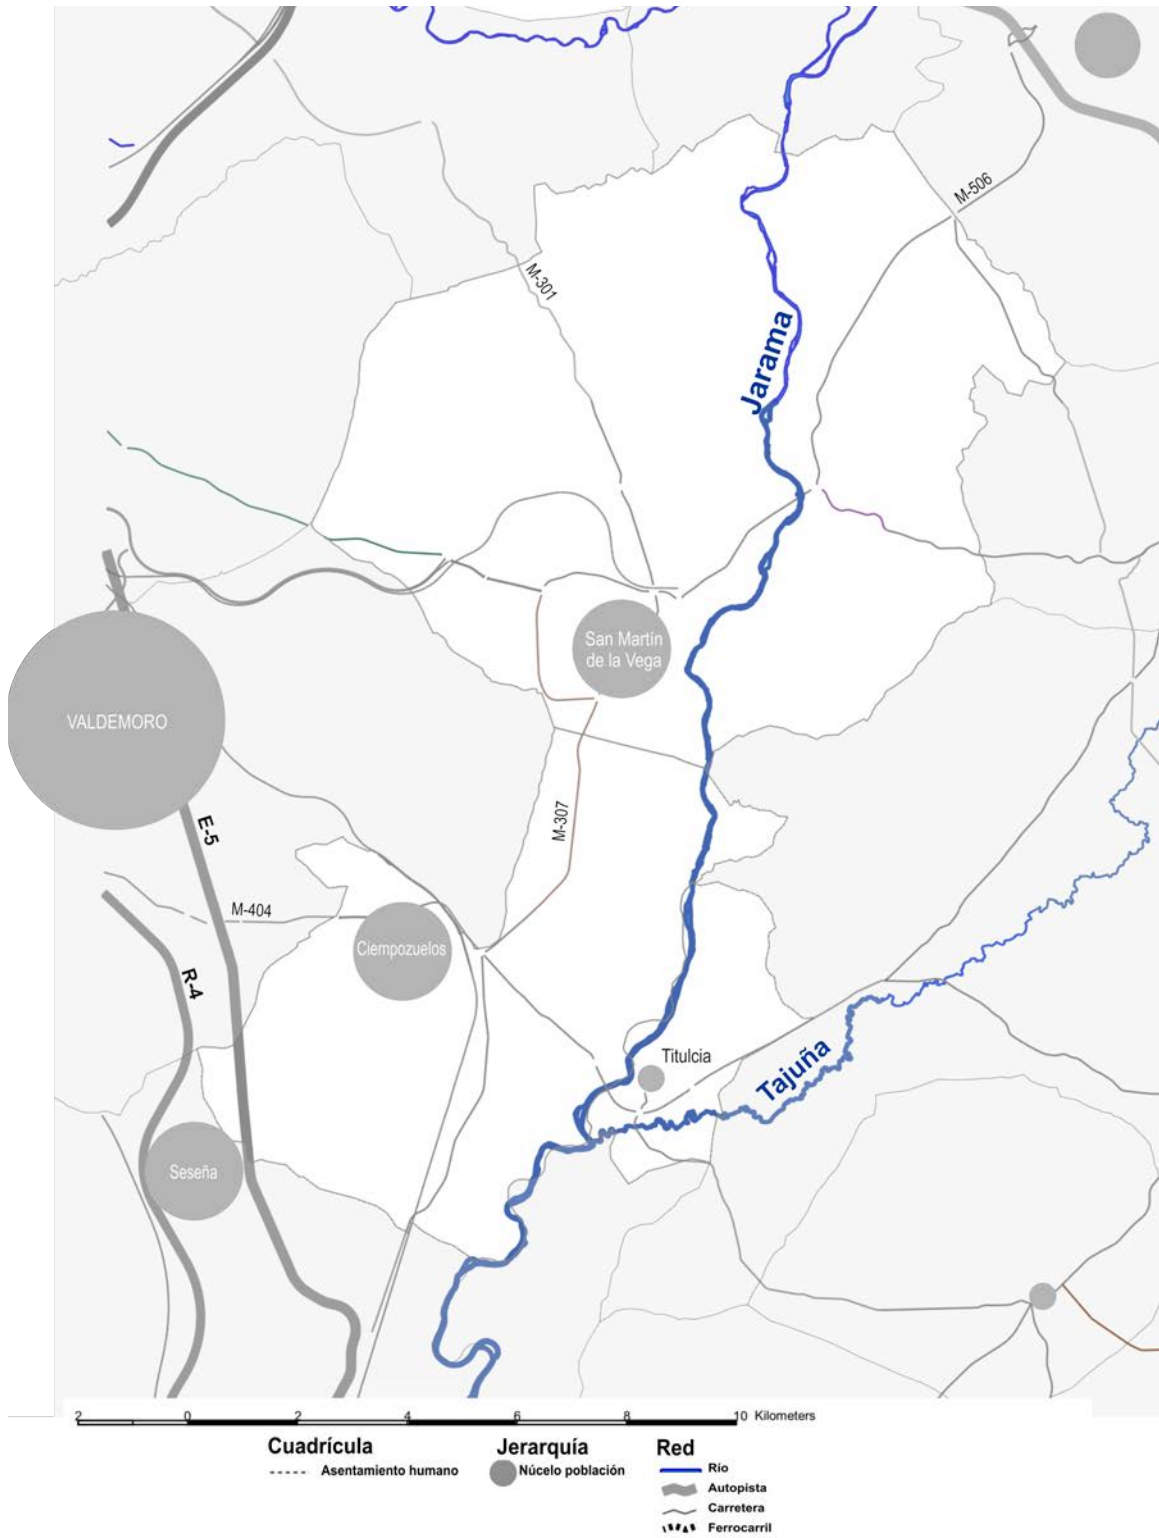 M-506
M-301
Jarama
San Martín
de la Vega
VALDEMORO
M-307
E-5
M-404
Ciempozuelos
R-4
Titulcia
Tajuña
Seseña
2 0 2 4 6 8 10 Kilometers
Cuadrícula
Asentamiento humano
Jerarquía
Núcelo población
Red
Río
Autopista
Carretera
Ferrocarril